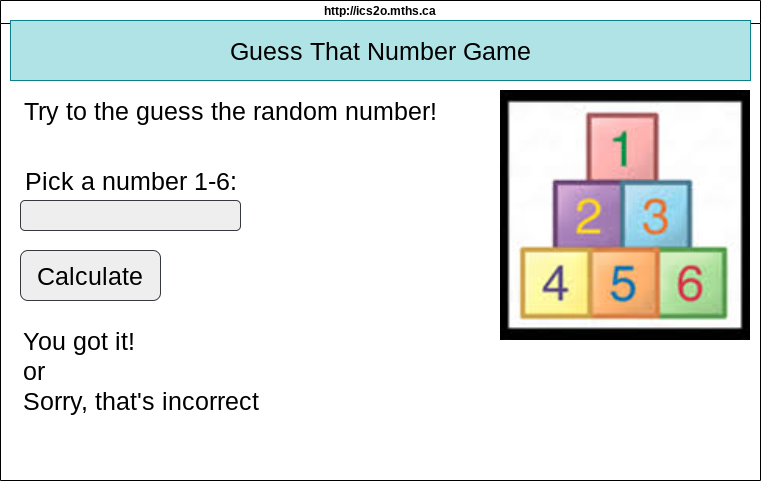 http://ics2o.mths.ca
Guess That Number Game
Try to the guess the random number!
Pick a number 1-6:
Calculate
You got it!
or
Sorry, that's incorrect
1
2 3
4 5 6